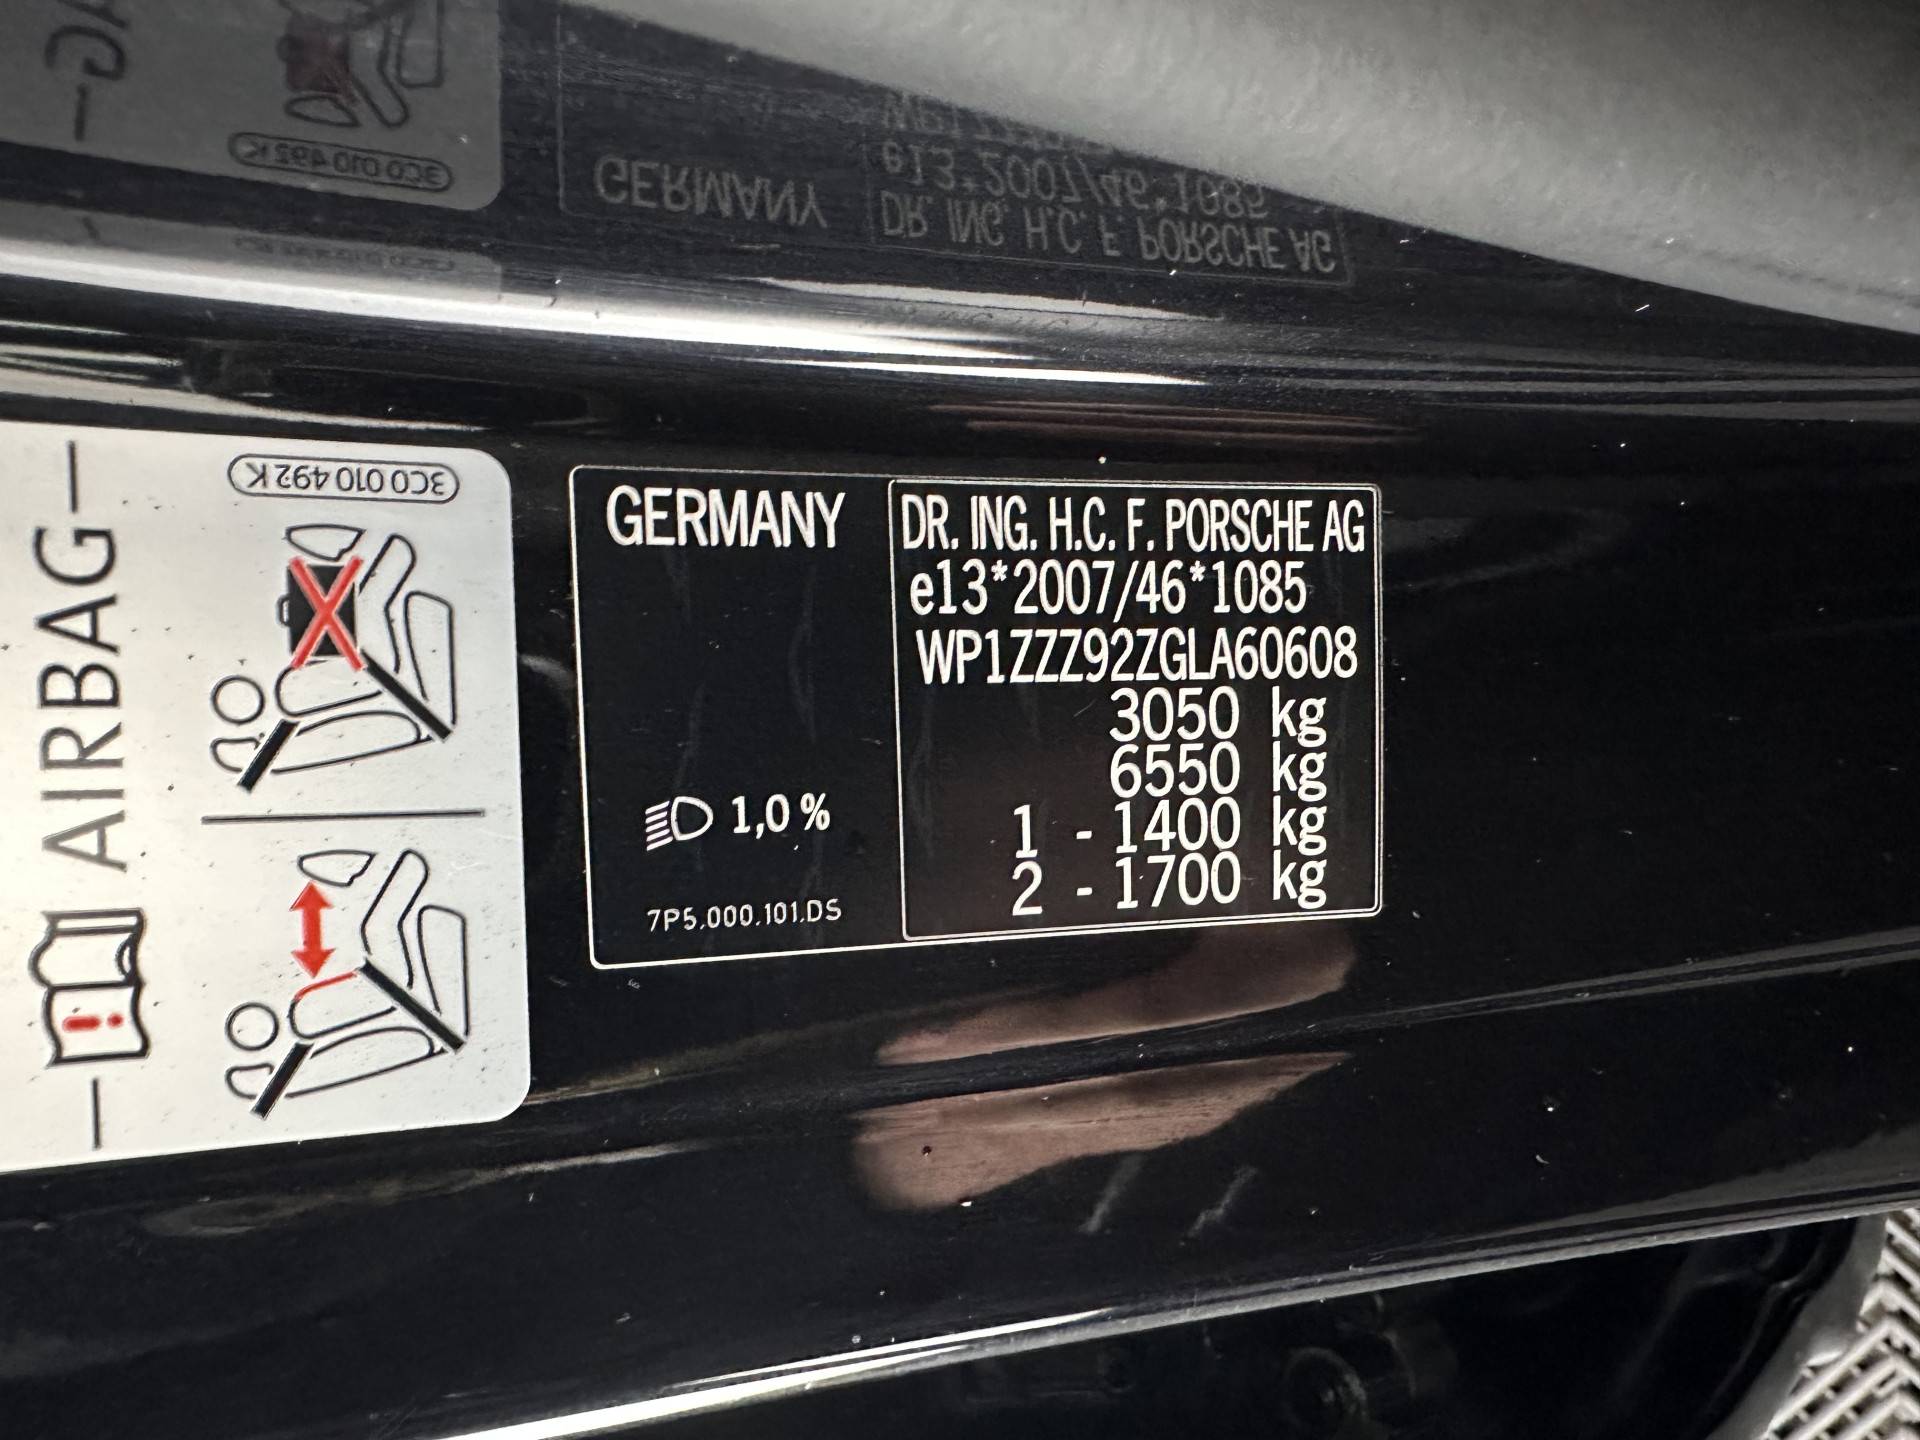 AIRBAG
3C0 010 492 K
GERMANY
1,0 %
7P5.000.101.DS
DR. ING. H.C. F. PORSCHE AG
e13*2007/46*1085
WP1ZZZ92ZGLA60608
3050 kg
6550 kg
1 - 1400 kg
2 - 1700 kg